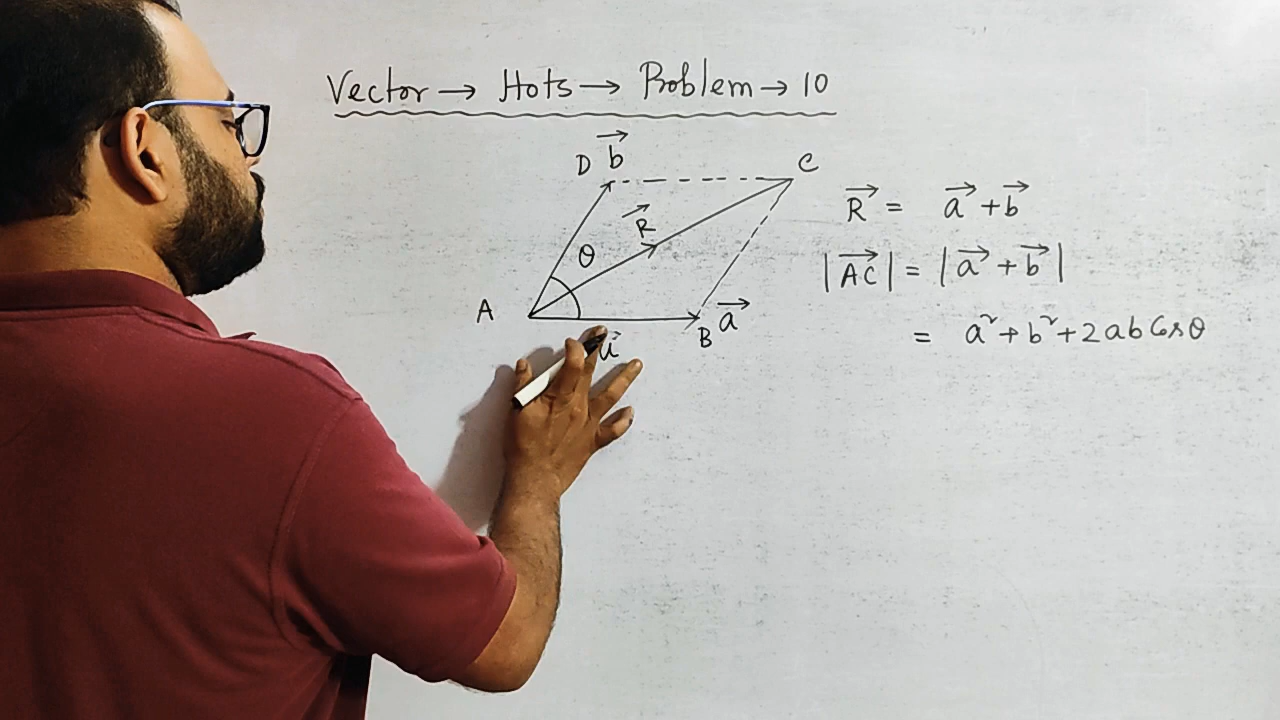 Vector → Hots → Problem → 10
D b⃗
C
R⃗
θ
A
B a⃗
R⃗ = a⃗ + b⃗
|AC⃗| = |a⃗ + b⃗|
= a² + b² + 2ab Cosθ